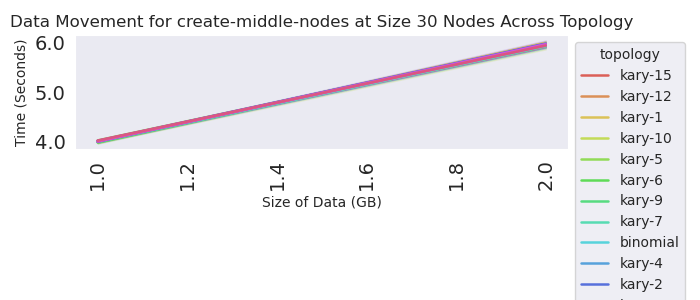 Data Movement for create-middle-nodes at Size 30 Nodes Across Topology
Time (Seconds)
6.0
5.0
4.0
1.0
1.2
1.4
1.6
1.8
2.0
Size of Data (GB)
topology
kary-15
kary-12
kary-1
kary-10
kary-5
kary-6
kary-9
kary-7
binomial
kary-4
kary-2